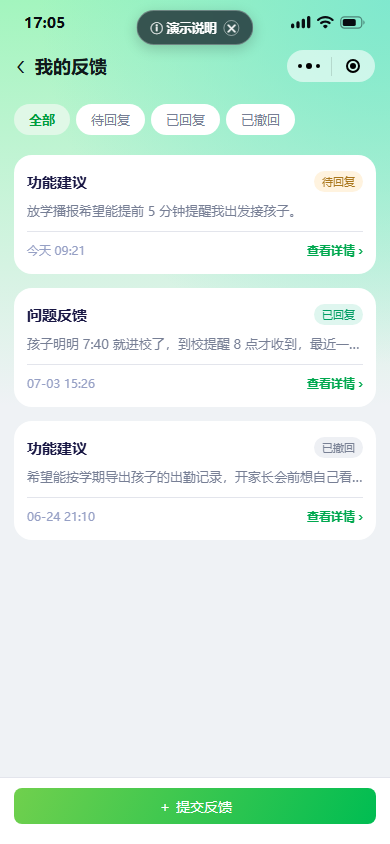 17:05
演示说明
我的反馈
全部 待回复 已回复 已撤回
功能建议 待回复
放学播报希望能提前 5 分钟提醒我出发接孩子。
今天 09:21 查看详情 ›
问题反馈 已回复
孩子明明 7:40 就进校了，到校提醒 8 点才收到，最近一...
07-03 15:26 查看详情 ›
功能建议 已撤回
希望能按学期导出孩子的出勤记录，开家长会前想自己看...
06-24 21:10 查看详情 ›
+ 提交反馈